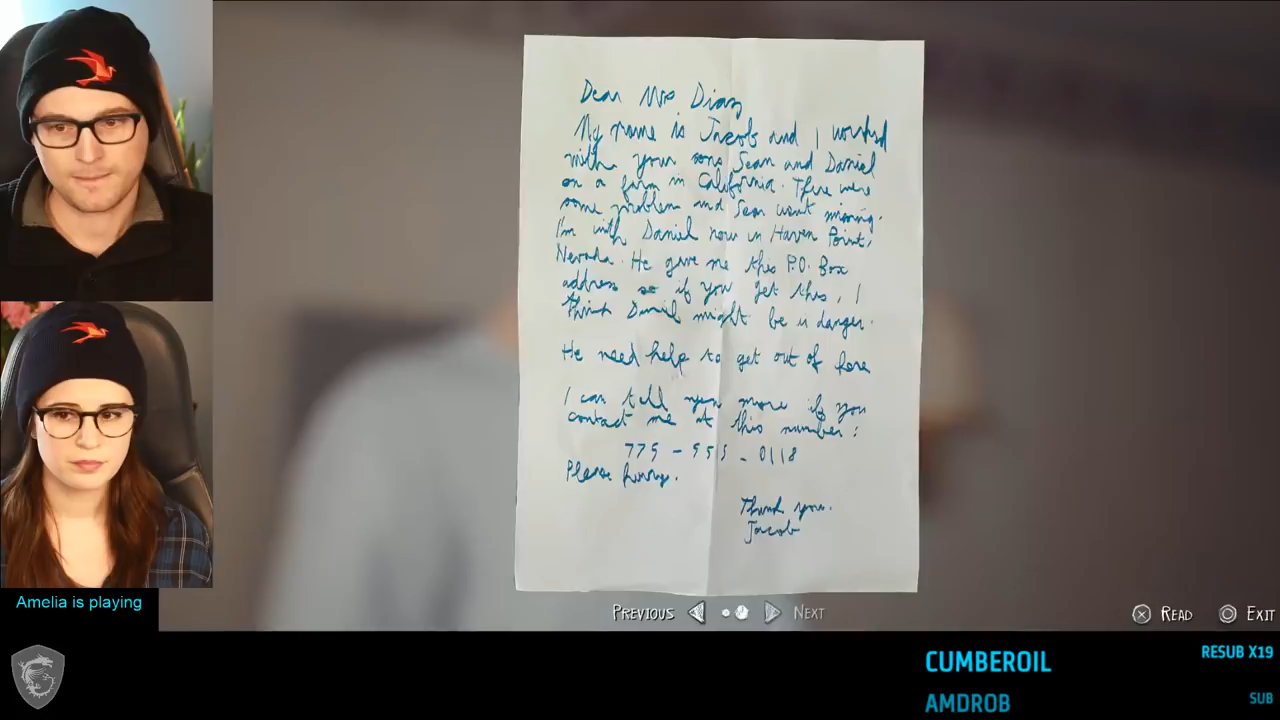 Dear Mrs Diaz
My name is Jacob and I worked
with your sons Sean and Daniel
on a farm in California. There were
some problem and Sean went missing.
I'm with Daniel now in Haven Point,
Nevada. He gave me this P.O. Box
address so if you get this, I
think Daniel might be in danger.
He need help to get out of here
I can tell you more if you
contact me at this number:
775-555-0118
Please hurry.
Thank you.
Jacob
Amelia is playing
PREVIOUS
NEXT
READ
EXIT
CUMBEROIL
RESUB X19
AMDROB
SUB